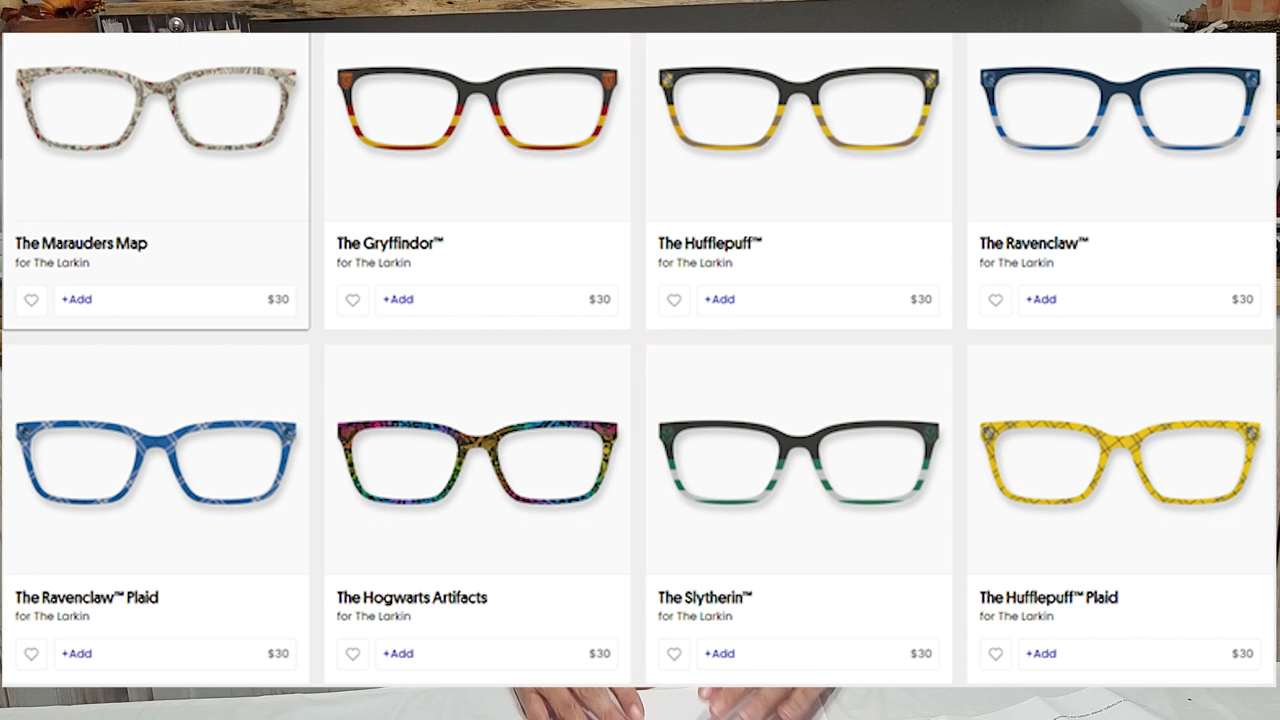 The Marauders Map
for The Larkin
+Add $30
The Gryffindor™
for The Larkin
+Add $30
The Hufflepuff™
for The Larkin
+Add $30
The Ravenclaw™
for The Larkin
+Add $30
The Ravenclaw™ Plaid
for The Larkin
+Add $30
The Hogwarts Artifacts
for The Larkin
+Add $30
The Slytherin™
for The Larkin
+Add $30
The Hufflepuff™ Plaid
for The Larkin
+Add $30